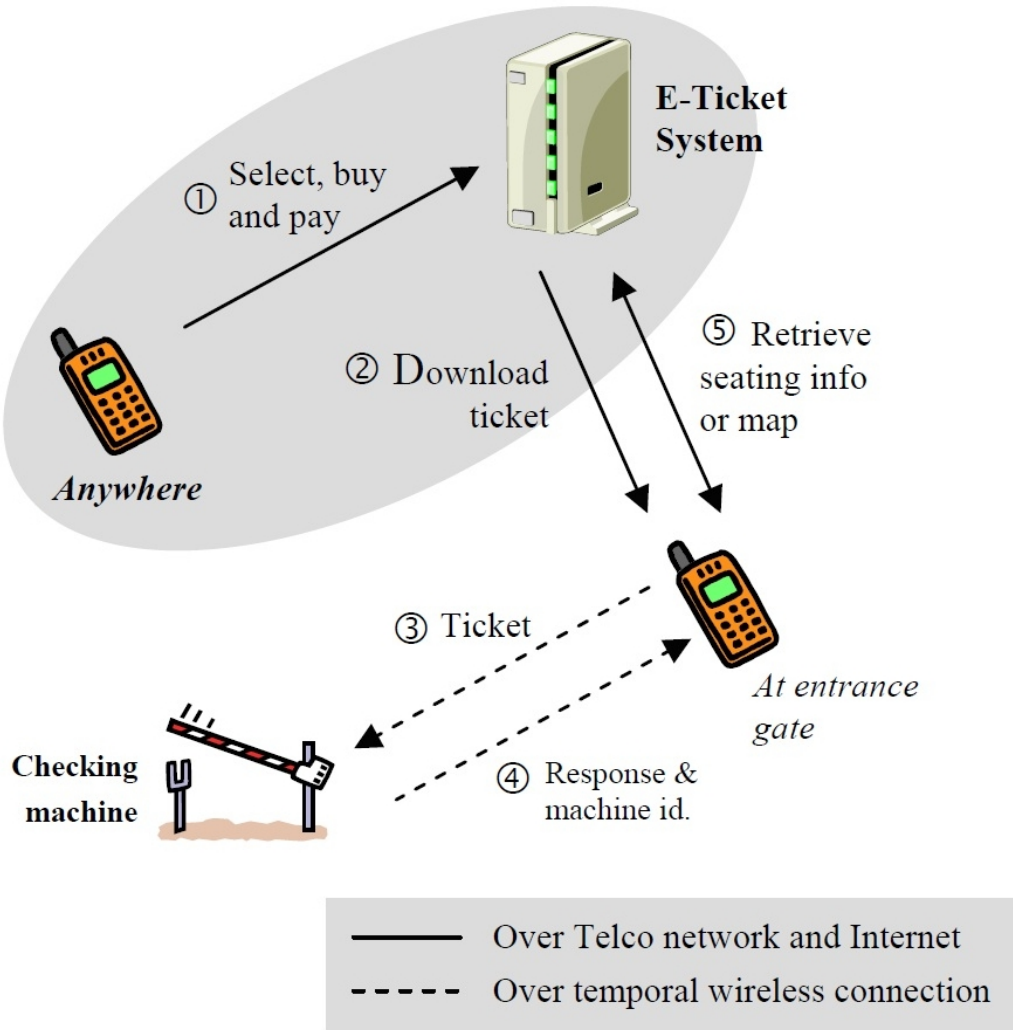 E-Ticket
System
① Select, buy
and pay
Anywhere
② Download
ticket
⑤ Retrieve
seating info
or map
③ Ticket
At entrance
gate
Checking
machine
④ Response &
machine id.
Over Telco network and Internet
Over temporal wireless connection